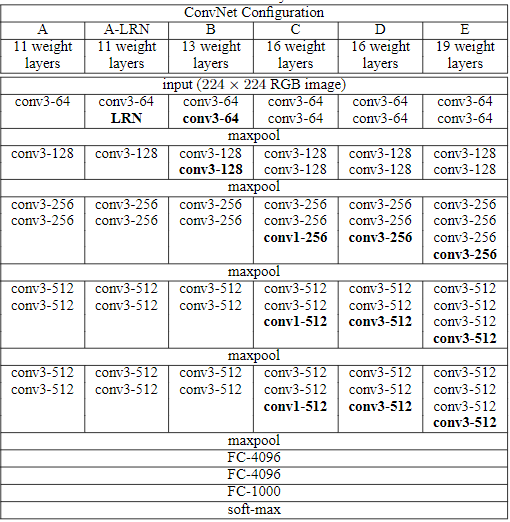 ConvNet Configuration
A A-LRN B C D E
11 weight 11 weight 13 weight 16 weight 16 weight 19 weight
layers layers layers layers layers layers
input (224 × 224 RGB image)
conv3-64 conv3-64 conv3-64 conv3-64 conv3-64 conv3-64
LRN conv3-64 conv3-64 conv3-64 conv3-64
maxpool
conv3-128 conv3-128 conv3-128 conv3-128 conv3-128 conv3-128
conv3-128 conv3-128 conv3-128 conv3-128
maxpool
conv3-256 conv3-256 conv3-256 conv3-256 conv3-256 conv3-256
conv3-256 conv3-256 conv3-256 conv3-256 conv3-256 conv3-256
conv1-256 conv3-256 conv3-256
conv3-256
maxpool
conv3-512 conv3-512 conv3-512 conv3-512 conv3-512 conv3-512
conv3-512 conv3-512 conv3-512 conv3-512 conv3-512 conv3-512
conv1-512 conv3-512 conv3-512
conv3-512
maxpool
conv3-512 conv3-512 conv3-512 conv3-512 conv3-512 conv3-512
conv3-512 conv3-512 conv3-512 conv3-512 conv3-512 conv3-512
conv1-512 conv3-512 conv3-512
conv3-512
maxpool
FC-4096
FC-4096
FC-1000
soft-max